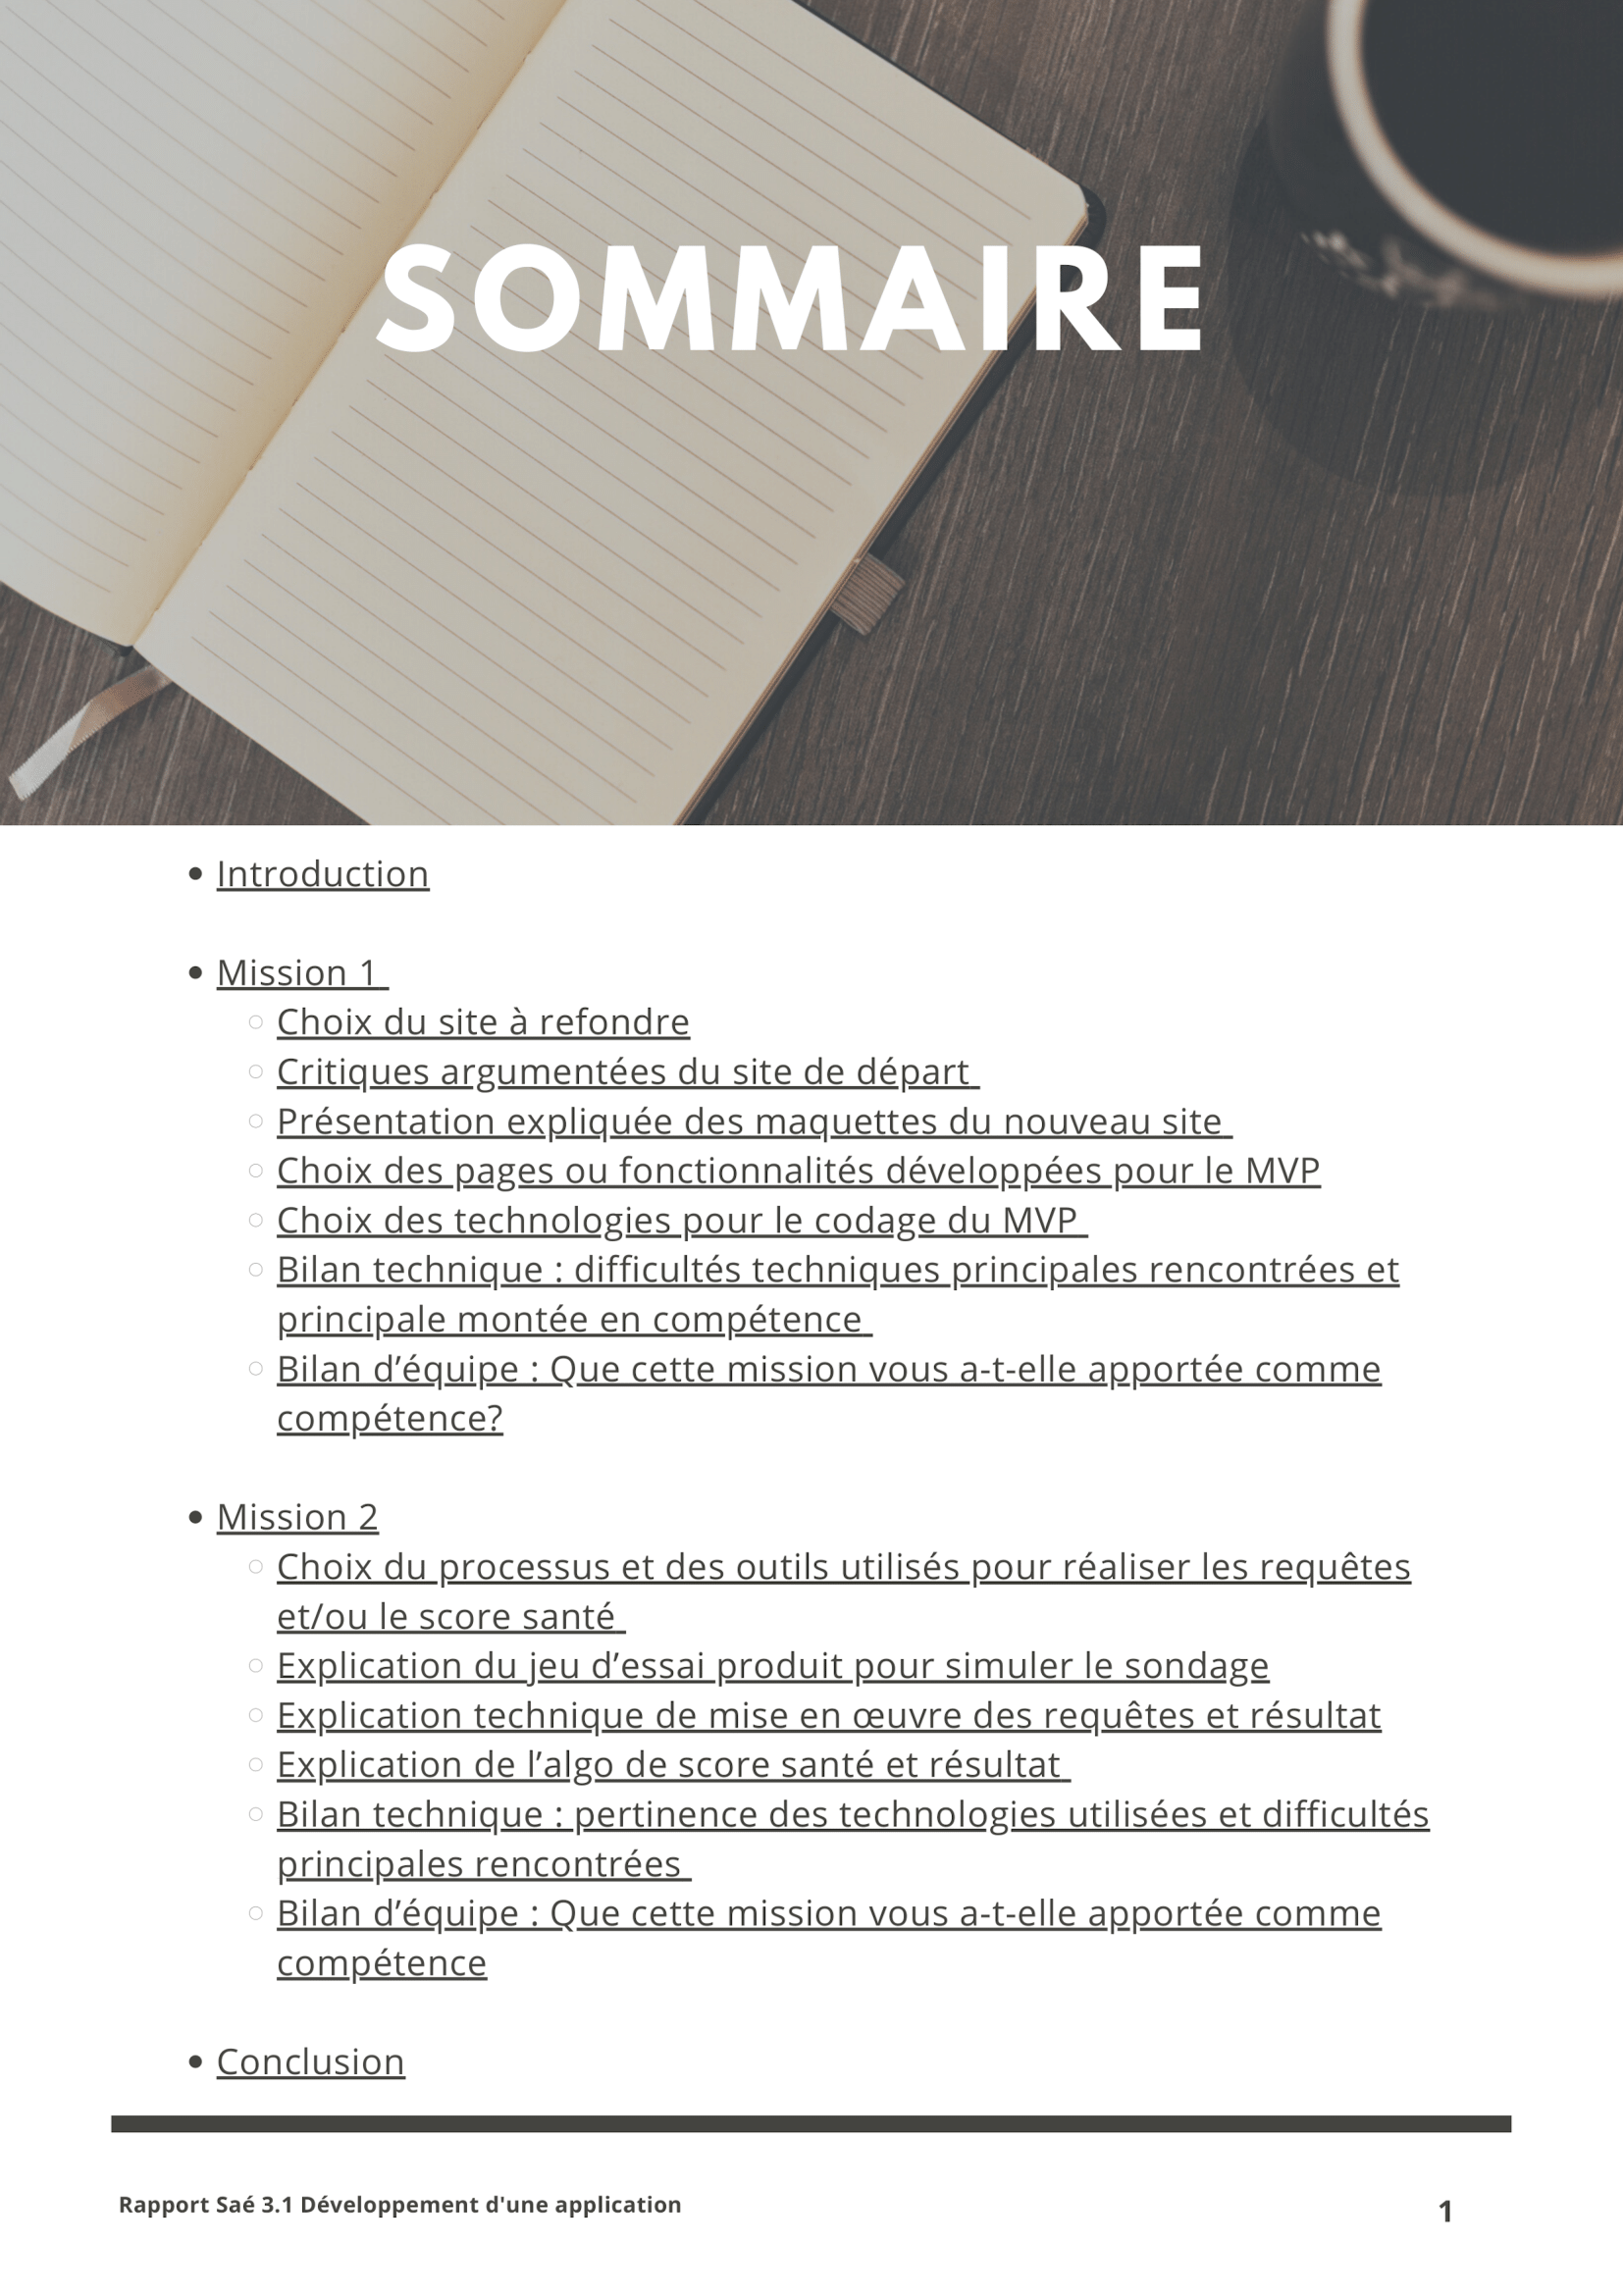 SOMMAIRE
Introduction
Mission 1
Choix du site à refondre
Critiques argumentées du site de départ
Présentation expliquée des maquettes du nouveau site
Choix des pages ou fonctionnalités développées pour le MVP
Choix des technologies pour le codage du MVP
Bilan technique : difficultés techniques principales rencontrées et
principale montée en compétence
Bilan d’équipe : Que cette mission vous a-t-elle apportée comme
compétence?
Mission 2
Choix du processus et des outils utilisés pour réaliser les requêtes
et/ou le score santé
Explication du jeu d’essai produit pour simuler le sondage
Explication technique de mise en œuvre des requêtes et résultat
Explication de l’algo de score santé et résultat
Bilan technique : pertinence des technologies utilisées et difficultés
principales rencontrées
Bilan d’équipe : Que cette mission vous a-t-elle apportée comme
compétence
Conclusion
Rapport Saé 3.1 Développement d'une application
1